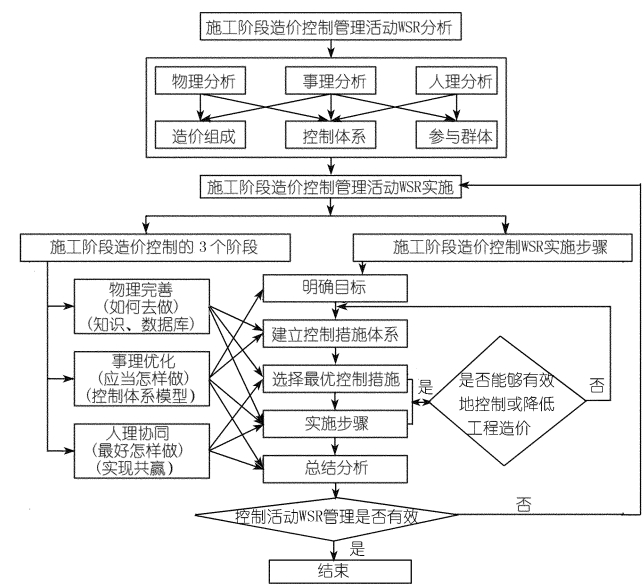 施工阶段造价控制管理活动WSR分析
物理分析
事理分析
人理分析
造价组成
控制体系
参与群体
施工阶段造价控制管理活动WSR实施
施工阶段造价控制的3个阶段
施工阶段造价控制WSR实施步骤
物理完善
(如何去做)
(知识、数据库)
事理优化
(应当怎样做)
(控制体系模型)
人理协同
(最好怎样做)
(实现共赢)
明确目标
建立控制措施体系
选择最优控制措施
实施步骤
总结分析
是
是否能够有效
地控制或降低
工程造价
否
控制活动WSR管理是否有效
否
是
结束